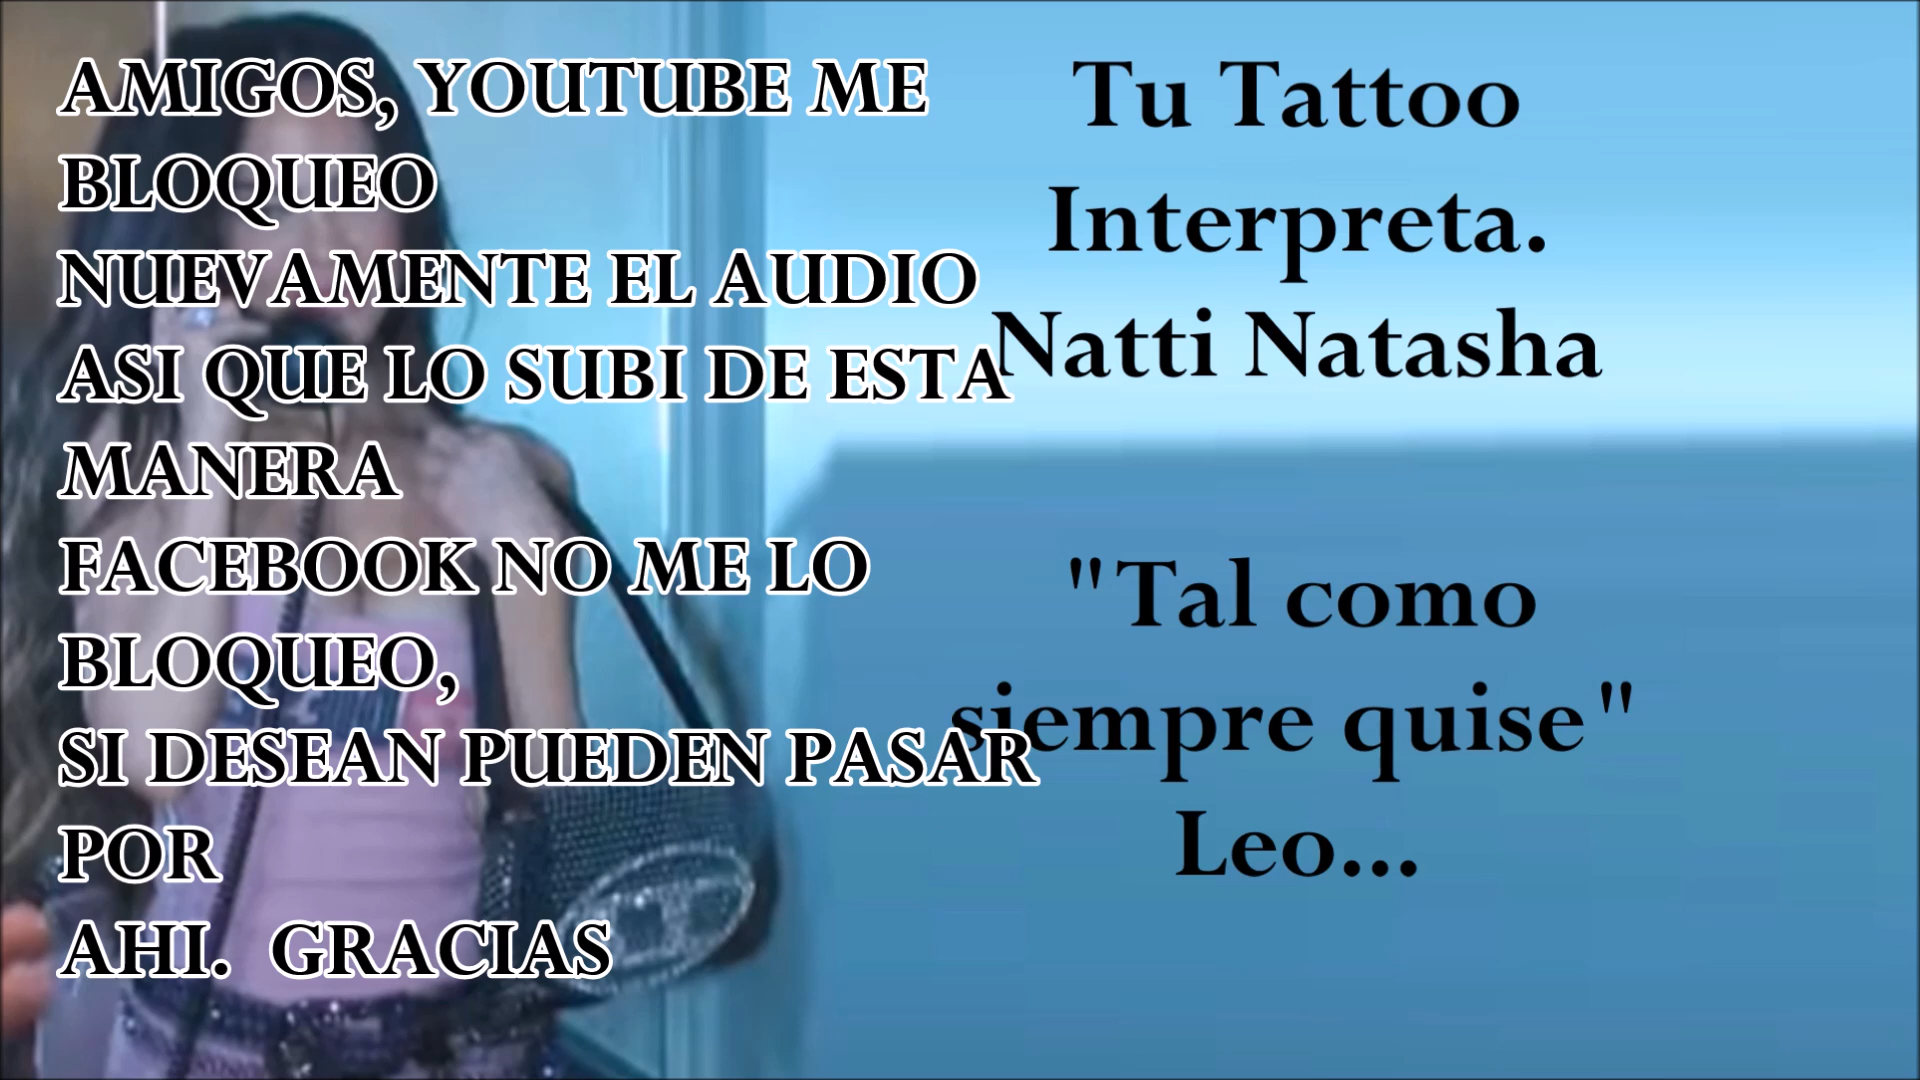 AMIGOS, YOUTUBE ME
BLOQUEO
NUEVAMENTE EL AUDIO
ASI QUE LO SUBI DE ESTA
MANERA
FACEBOOK NO ME LO
BLOQUEO,
SI DESEAN PUEDEN PASAR
POR
AHI.  GRACIAS
Tu Tattoo
Interpreta.
Natti Natasha
"Tal como
siempre quise"
Leo...